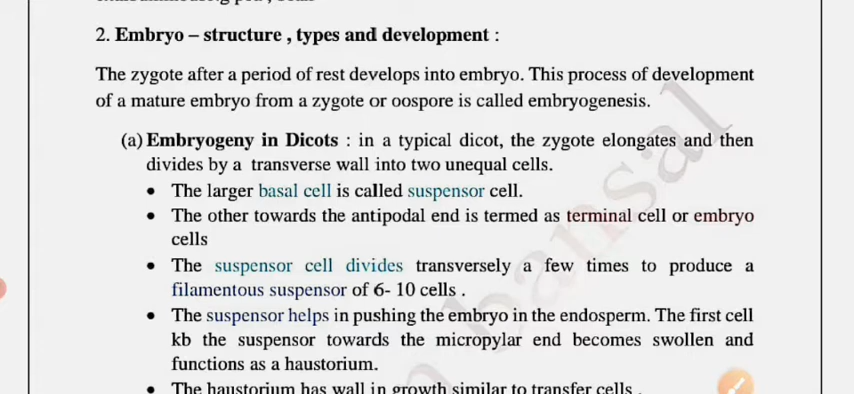 2. Embryo – structure , types and development :
The zygote after a period of rest develops into embryo. This process of development
of a mature embryo from a zygote or oospore is called embryogenesis.
(a) Embryogeny in Dicots : in a typical dicot, the zygote elongates and then
divides by a transverse wall into two unequal cells.
• The larger basal cell is called suspensor cell.
• The other towards the antipodal end is termed as terminal cell or embryo
cells
• The suspensor cell divides transversely a few times to produce a
filamentous suspensor of 6- 10 cells .
• The suspensor helps in pushing the embryo in the endosperm. The first cell
kb the suspensor towards the micropylar end becomes swollen and
functions as a haustorium.
• The haustorium has wall in growth similar to transfer cells .
bansal